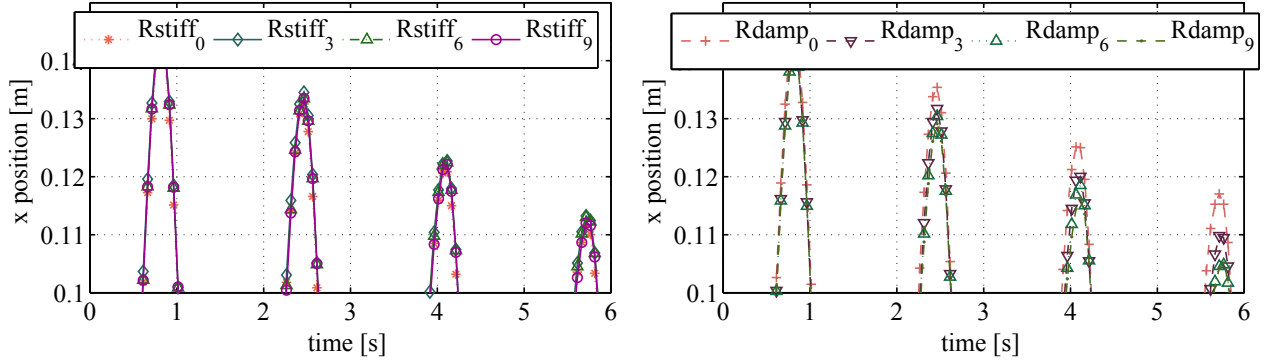 Rstiff0 Rstiff3 Rstiff6 Rstiff9
0.13
0.12
0.11
0.1
x position [m]
0 1 2 3 4 5 6
time [s]
Rdamp0 Rdamp3 Rdamp6 Rdamp9
0.13
0.12
0.11
0.1
x position [m]
0 1 2 3 4 5 6
time [s]